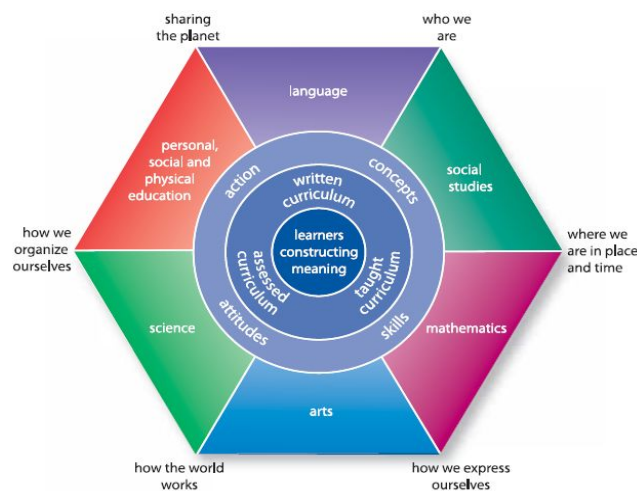 sharing
the planet
who we
are
language
personal,
social and
physical
education
social
studies
action
concepts
written
curriculum
learners
constructing
meaning
assessed
curriculum
taught
curriculum
how we
organize
ourselves
where we
are in place
and time
attitudes
skills
science
mathematics
arts
how the world
works
how we express
ourselves